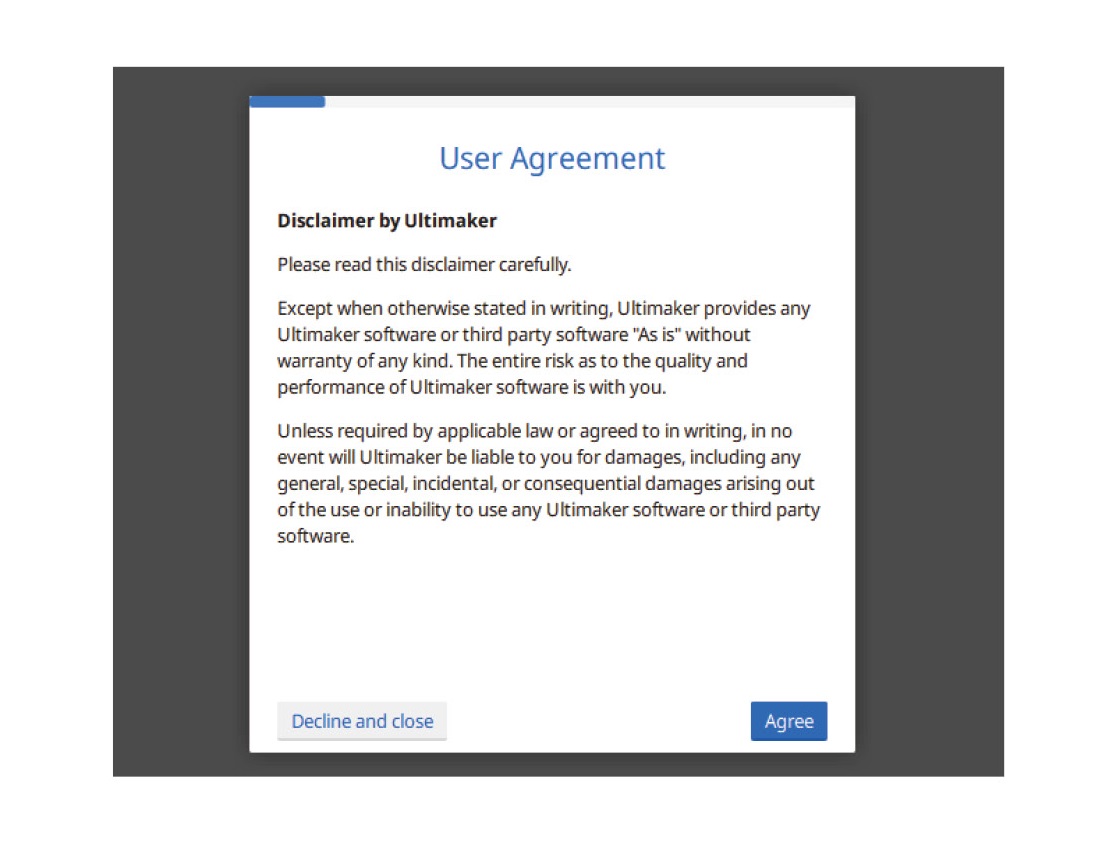 User Agreement
Disclaimer by Ultimaker
Please read this disclaimer carefully.
Except when otherwise stated in writing, Ultimaker provides any
Ultimaker software or third party software "As is" without
warranty of any kind. The entire risk as to the quality and
performance of Ultimaker software is with you.
Unless required by applicable law or agreed to in writing, in no
event will Ultimaker be liable to you for damages, including any
general, special, incidental, or consequential damages arising out
of the use or inability to use any Ultimaker software or third party
software.
Decline and close
Agree